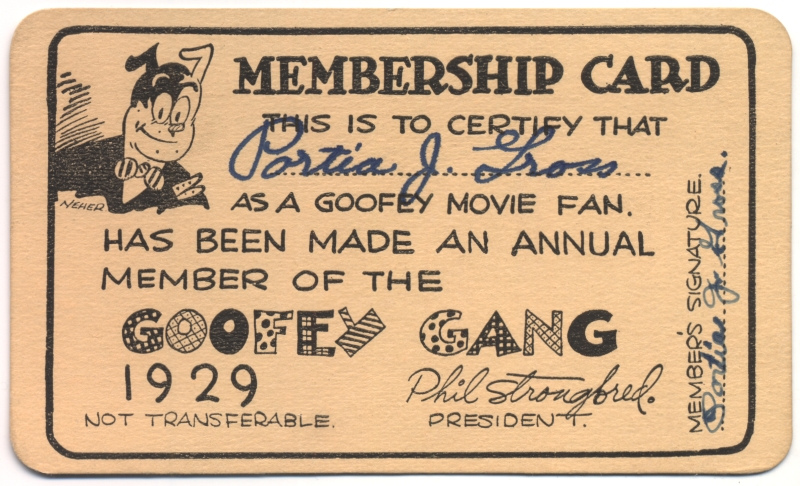 MEMBERSHIP CARD
THIS IS TO CERTIFY THAT
Portia J. Gross
AS A GOOFEY MOVIE FAN.
HAS BEEN MADE AN ANNUAL
MEMBER OF THE
GOOFEY GANG
1929
Phil Strongbred.
NOT TRANSFERABLE.
PRESIDENT.
NEHER
MEMBER'S SIGNATURE.
Portia J. Gross.